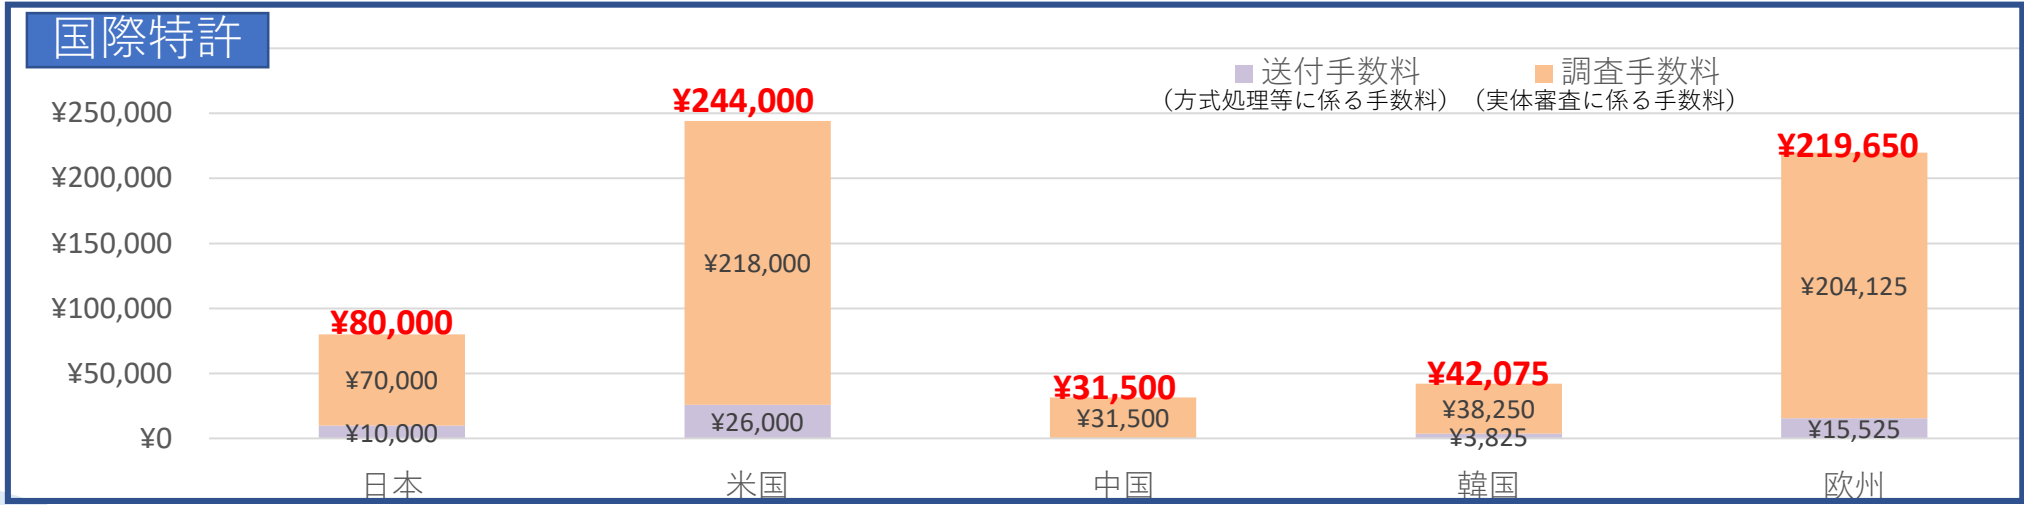 国際特許
送付手数料 調査手数料
（方式処理等に係る手数料）（実体審査に係る手数料）
¥250,000
¥200,000
¥150,000
¥100,000
¥50,000
¥0
¥80,000
¥70,000
¥10,000
日本
¥244,000
¥218,000
¥26,000
米国
¥31,500
¥31,500
中国
¥42,075
¥38,250
¥3,825
韓国
¥219,650
¥204,125
¥15,525
欧州